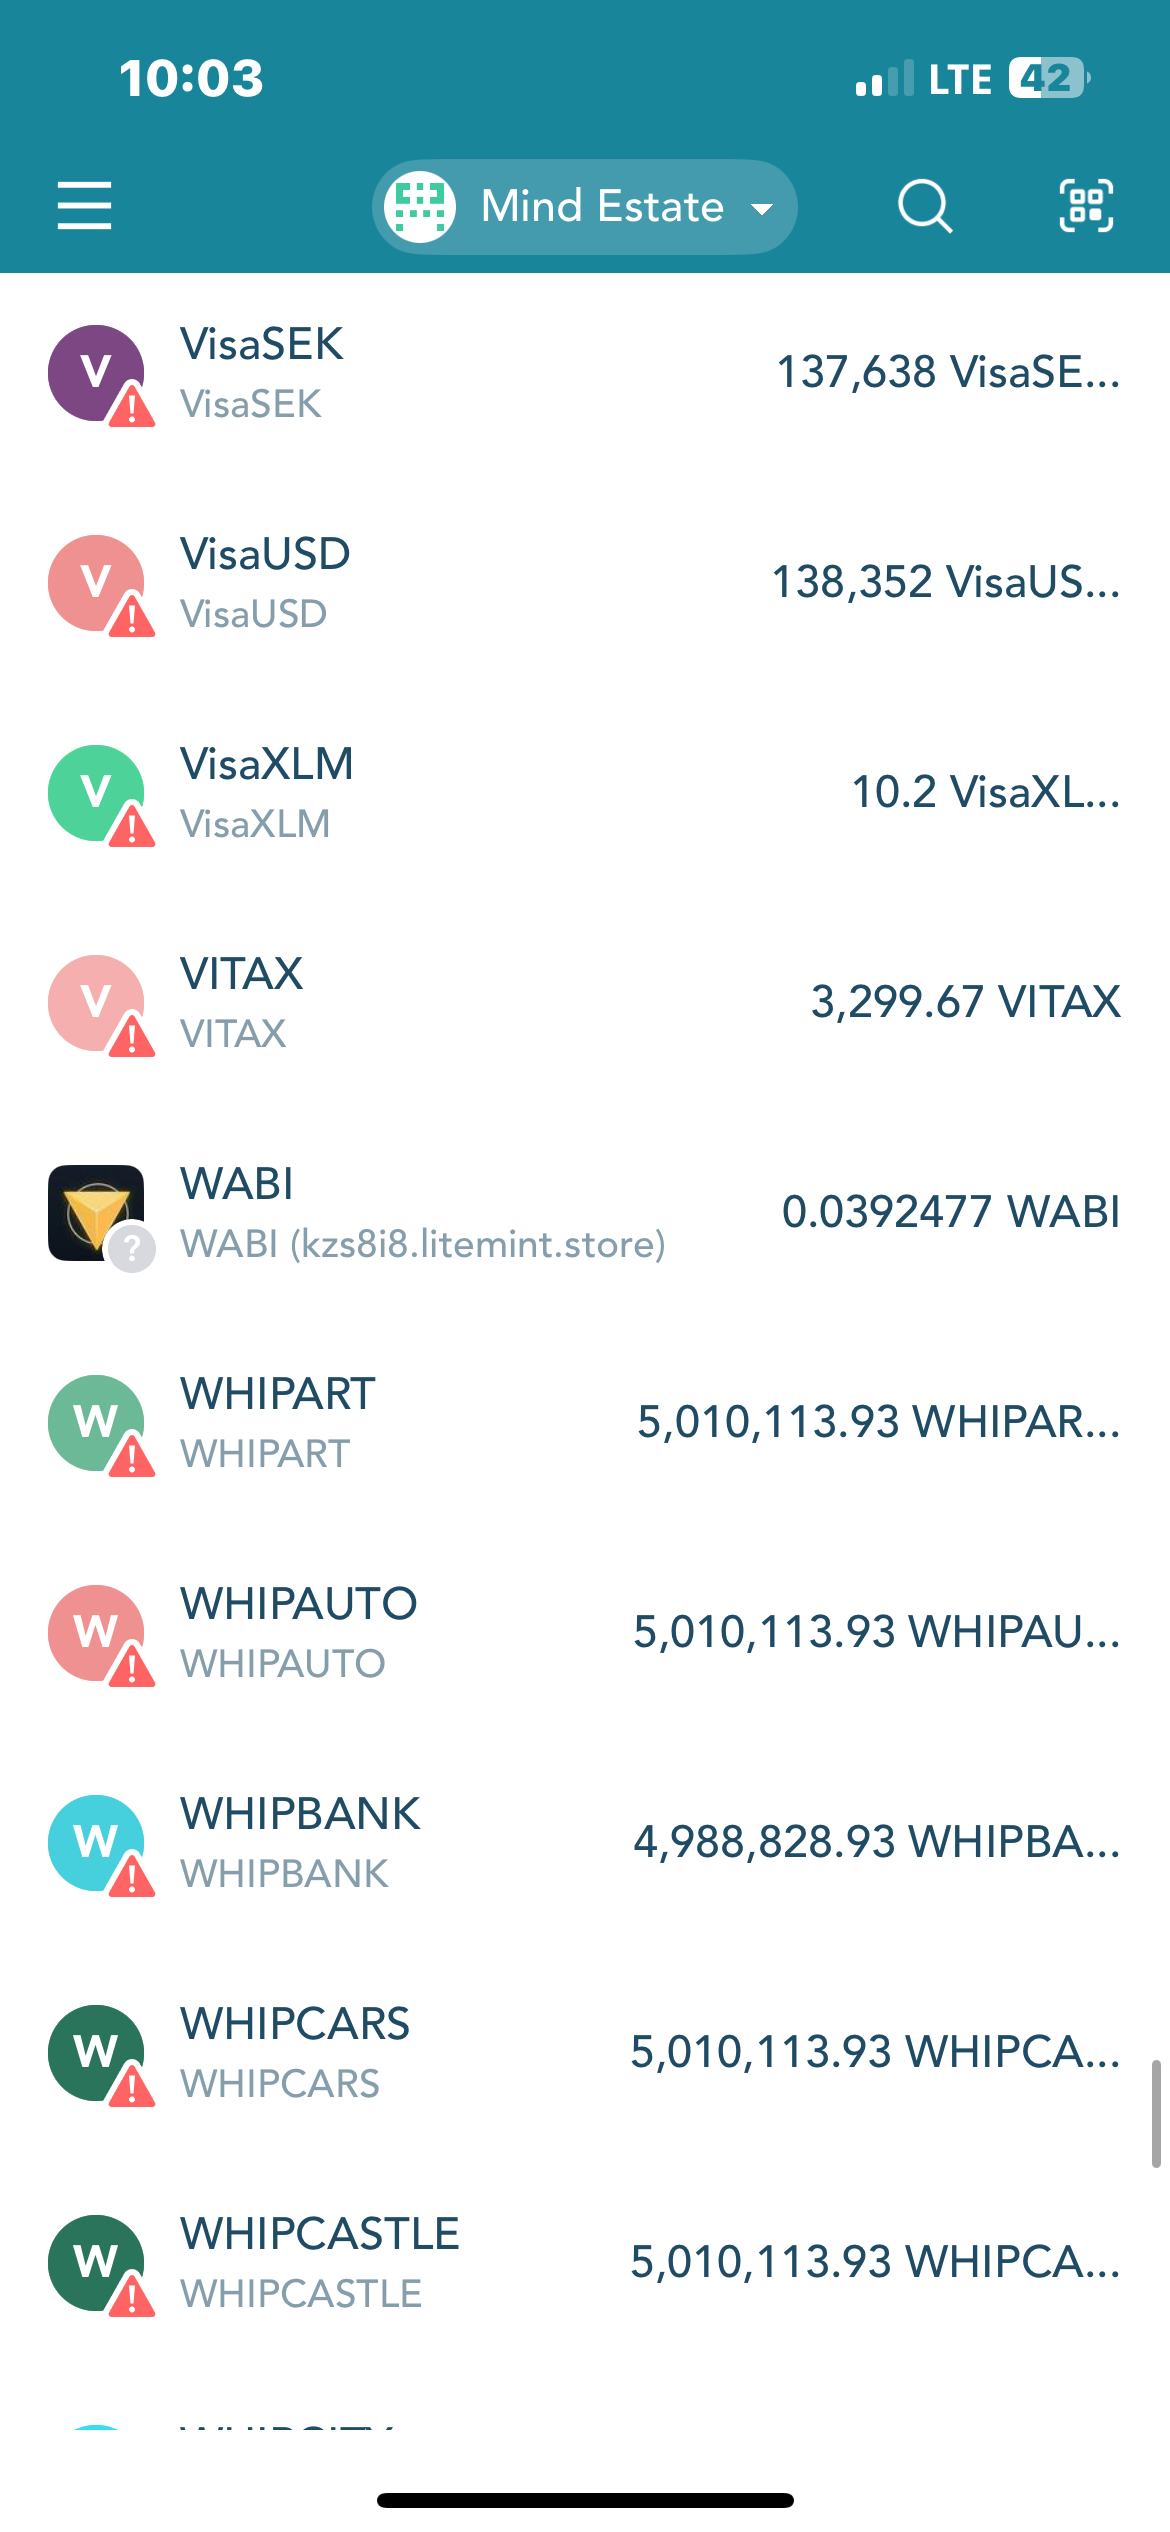 10:03
LTE 42
Mind Estate
V VisaSEK
VisaSEK
137,638 VisaSE...
V VisaUSD
VisaUSD
138,352 VisaUS...
V VisaXLM
VisaXLM
10.2 VisaXL...
V VITAX
VITAX
3,299.67 VITAX
WABI
WABI (kzs8i8.litemint.store)
0.0392477 WABI
W WHIPART
WHIPART
5,010,113.93 WHIPAR...
W WHIPAUTO
WHIPAUTO
5,010,113.93 WHIPAU...
W WHIPBANK
WHIPBANK
4,988,828.93 WHIPBA...
W WHIPCARS
WHIPCARS
5,010,113.93 WHIPCA...
W WHIPCASTLE
WHIPCASTLE
5,010,113.93 WHIPCA...